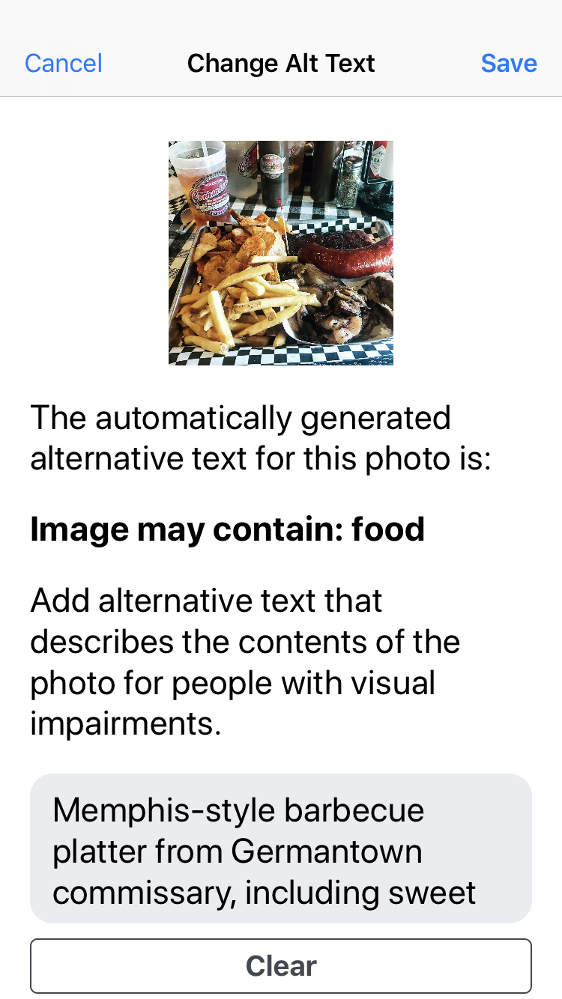 Cancel
Change Alt Text
Save
The automatically generated
alternative text for this photo is:
Image may contain: food
Add alternative text that
describes the contents of the
photo for people with visual
impairments.
Memphis-style barbecue
platter from Germantown
commissary, including sweet
Clear